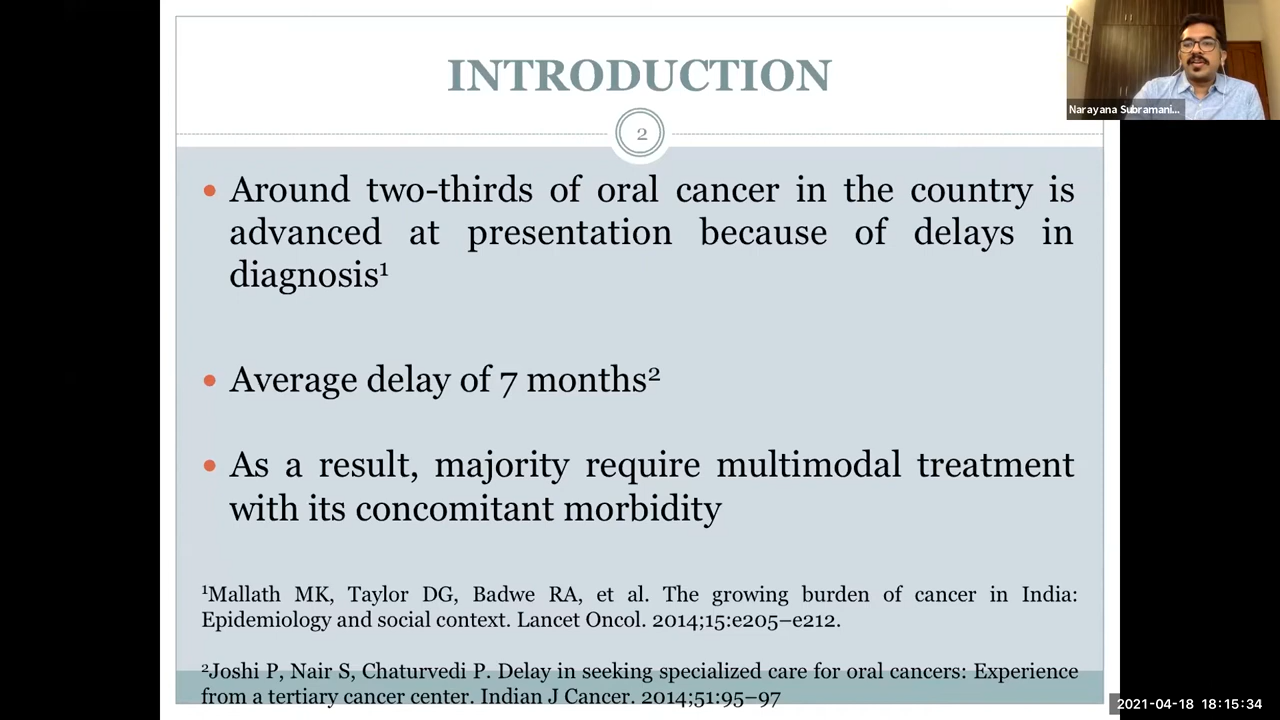 INTRODUCTION
2
Narayana Subramani...
• Around two-thirds of oral cancer in the country is
advanced at presentation because of delays in
diagnosis¹
• Average delay of 7 months²
• As a result, majority require multimodal treatment
with its concomitant morbidity
¹Mallath MK, Taylor DG, Badwe RA, et al. The growing burden of cancer in India:
Epidemiology and social context. Lancet Oncol. 2014;15:e205–e212.
²Joshi P, Nair S, Chaturvedi P. Delay in seeking specialized care for oral cancers: Experience
from a tertiary cancer center. Indian J Cancer. 2014;51:95–97
2021-04-18 18:15:34